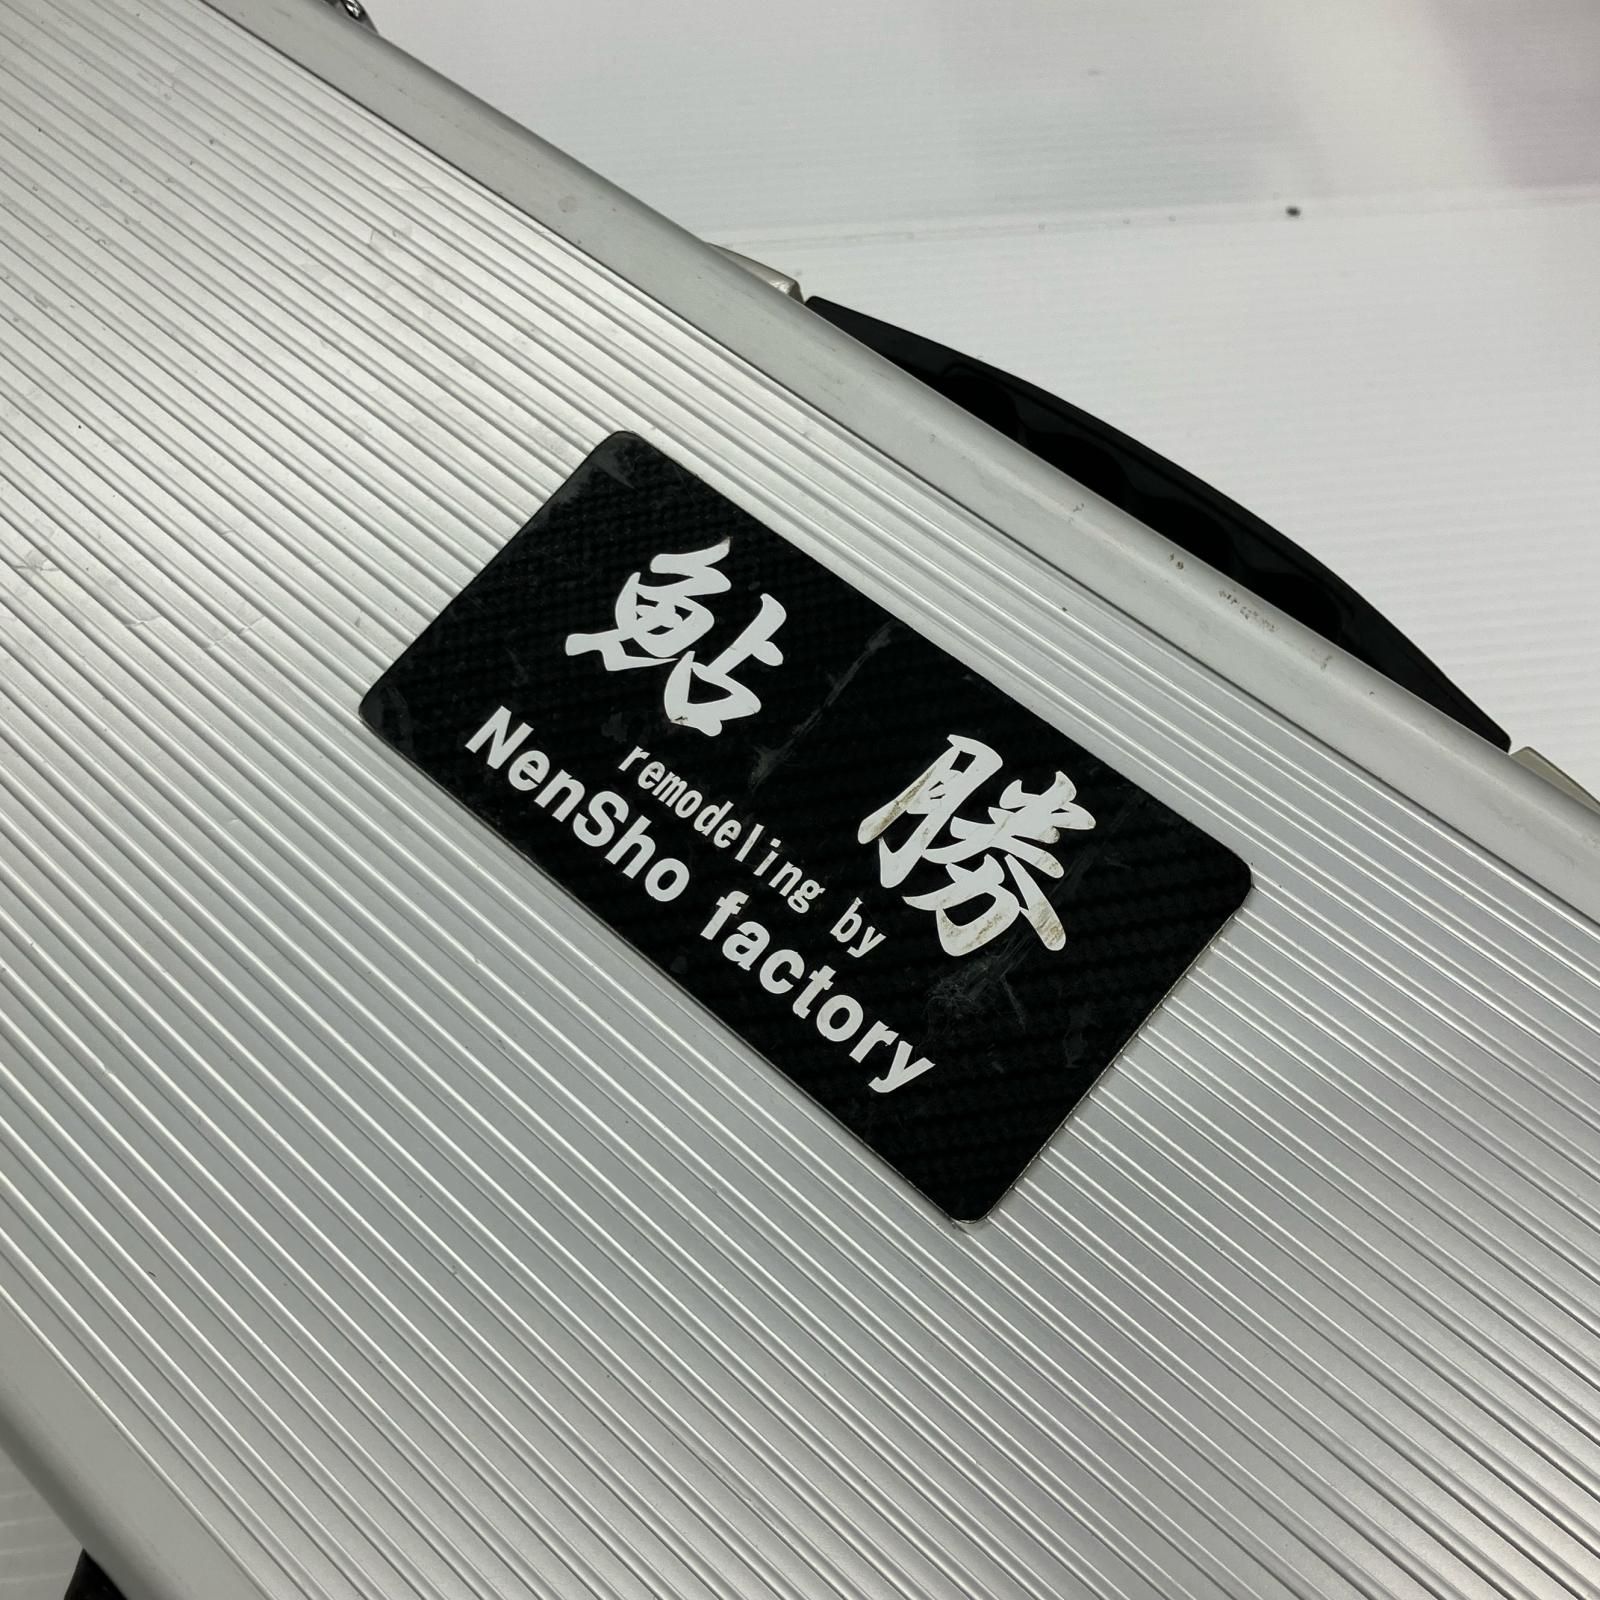 鮎 勝
remodeling by
NenSho factory